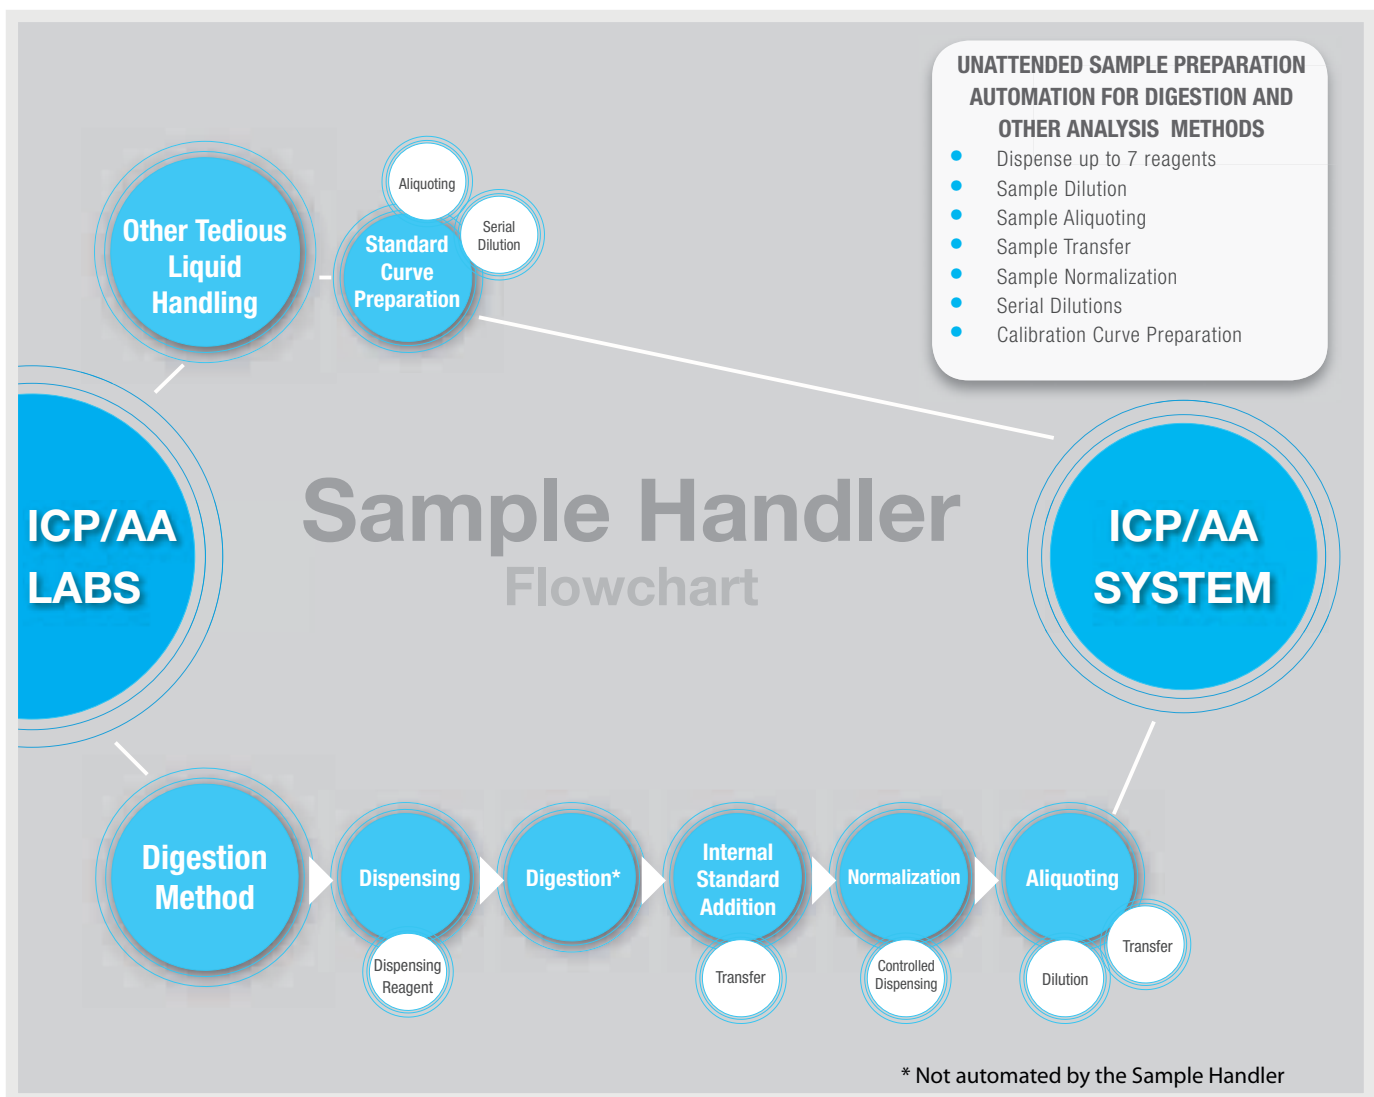 UNATTENDED SAMPLE PREPARATION
AUTOMATION FOR DIGESTION AND
OTHER ANALYSIS METHODS
• Dispense up to 7 reagents
• Sample Dilution
• Sample Aliquoting
• Sample Transfer
• Sample Normalization
• Serial Dilutions
• Calibration Curve Preparation
Other Tedious
Liquid
Handling
Aliquoting
Serial
Dilution
Standard
Curve
Preparation
ICP/AA
LABS
Sample Handler
Flowchart
ICP/AA
SYSTEM
Digestion
Method
Dispensing
Dispensing
Reagent
Digestion*
Internal
Standard
Addition
Transfer
Normalization
Controlled
Dispensing
Aliquoting
Dilution
Transfer
* Not automated by the Sample Handler